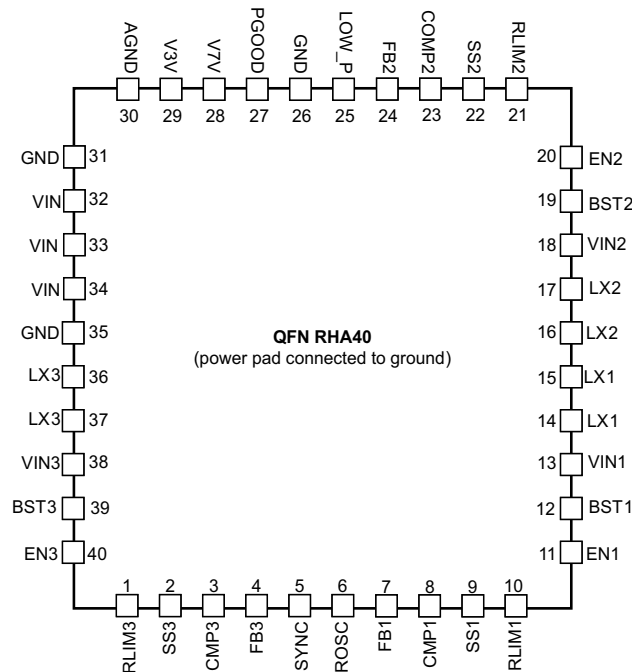 AGND
V3V
V7V
PGOOD
GND
LOW_P
FB2
COMP2
SS2
RLIM2
30
29
28
27
26
25
24
23
22
21
GND 31
VIN 32
VIN 33
VIN 34
GND 35
LX3 36
LX3 37
VIN3 38
BST3 39
EN3 40
20 EN2
19 BST2
18 VIN2
17 LX2
16 LX2
15 LX1
14 LX1
13 VIN1
12 BST1
11 EN1
QFN RHA40
(power pad connected to ground)
1
2
3
4
5
6
7
8
9
10
RLIM3
SS3
CMP3
FB3
SYNC
ROSC
FB1
CMP1
SS1
RLIM1